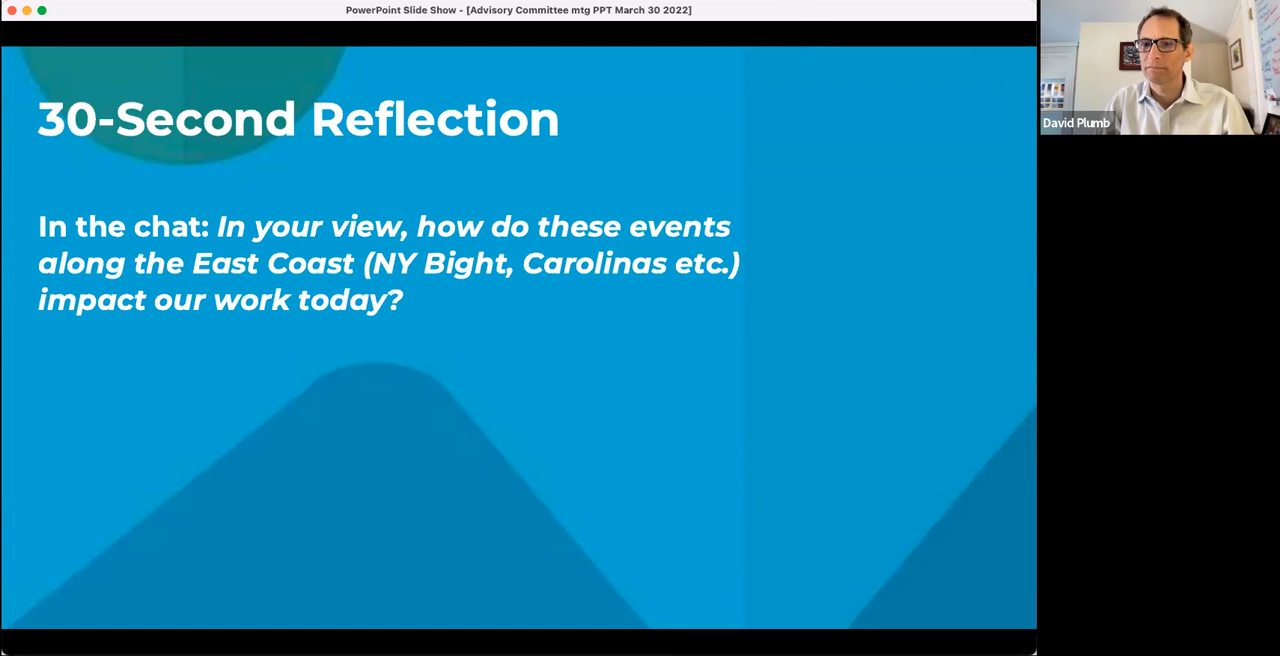 PowerPoint Slide Show - [Advisory Committee mtg PPT March 30 2022]
30-Second Reflection
In the chat: In your view, how do these events
along the East Coast (NY Bight, Carolinas etc.)
impact our work today?
David Plumb